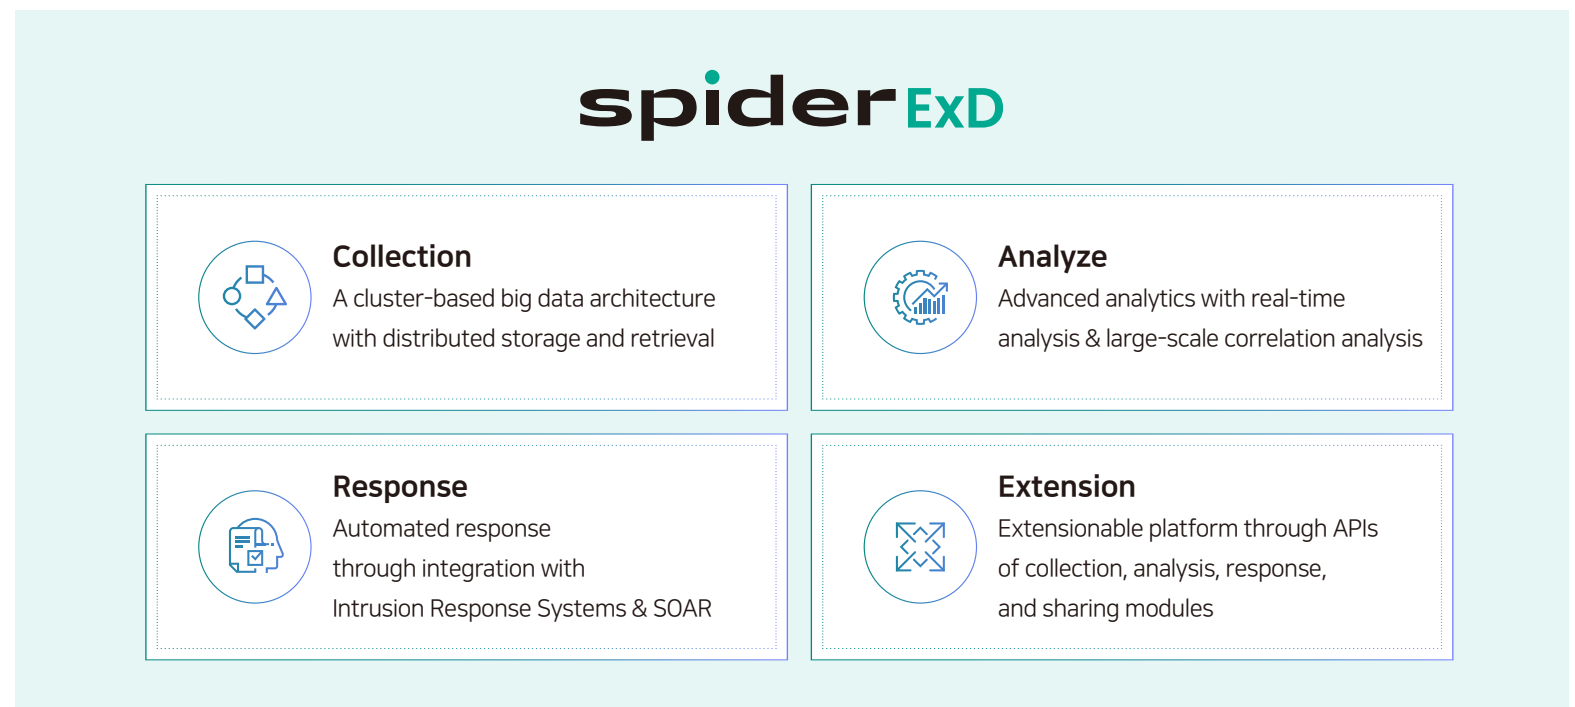 spider ExD
Collection
A cluster-based big data architecture
with distributed storage and retrieval
Analyze
Advanced analytics with real-time
analysis & large-scale correlation analysis
Response
Automated response
through integration with
Intrusion Response Systems & SOAR
Extension
Extensionable platform through APIs
of collection, analysis, response,
and sharing modules